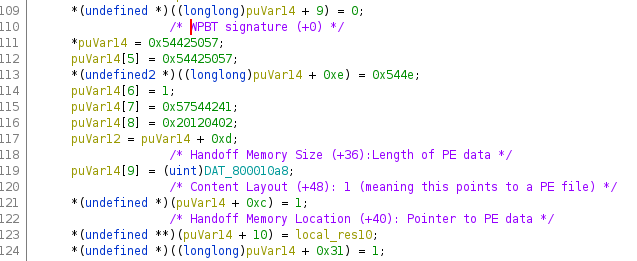 109 *(undefined *)((longlong)puVar14 + 9) = 0;
110 /* WPBT signature (+0) */
111 *puVar14 = 0x54425057;
112 puVar14[5] = 0x54425057;
113 *(undefined2 *)((longlong)puVar14 + 0xe) = 0x544e;
114 puVar14[6] = 1;
115 puVar14[7] = 0x57544241;
116 puVar14[8] = 0x20120402;
117 puVar12 = puVar14 + 0xd;
118 /* Handoff Memory Size (+36):Length of PE data */
119 puVar14[9] = (uint)DAT_800010a8;
120 /* Content Layout (+48): 1 (meaning this points to a PE file) */
121 *(undefined *)(puVar14 + 0xc) = 1;
122 /* Handoff Memory Location (+40): Pointer to PE data */
123 *(undefined **)(puVar14 + 10) = local_res10;
124 *(undefined *)((longlong)puVar14 + 0x31) = 1;